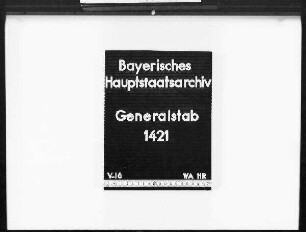 Bayerisches
Hauptstaatsarchiv
Generalstab
1421
V-16 WA HR